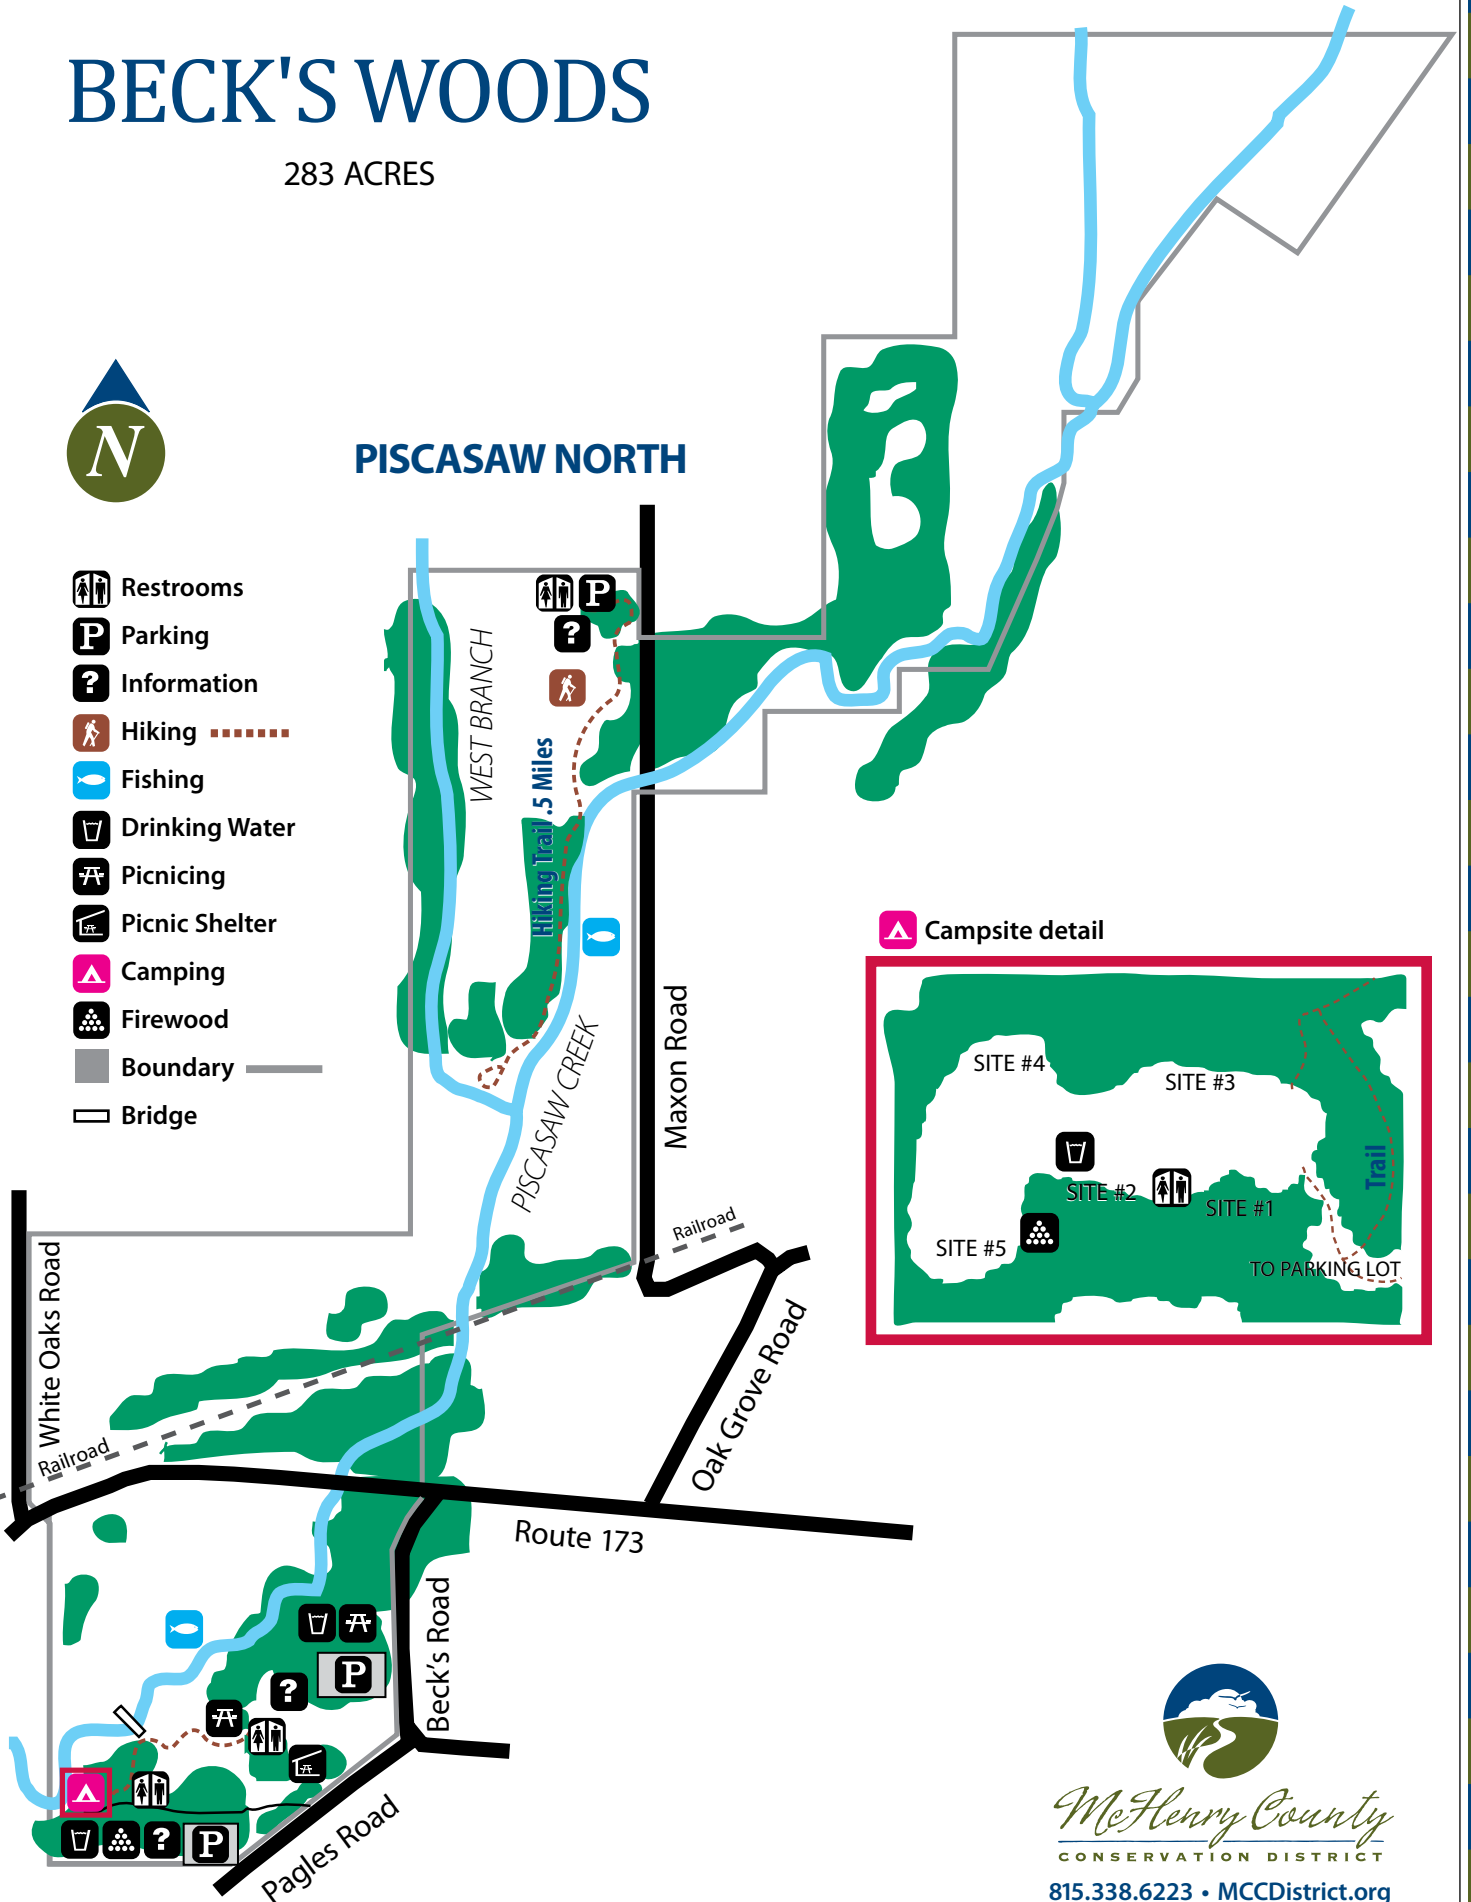 BECK'S WOODS
283 ACRES
N
PISCASAW NORTH
Restrooms
P Parking
? Information
Hiking
Fishing
Drinking Water
Picnicing
Picnic Shelter
Camping
Firewood
Boundary
Bridge
P
?
WEST BRANCH
Hiking Trail .5 Miles
PISCASAW CREEK
Maxon Road
Railroad
Oak Grove Road
White Oaks Road
Railroad
Route 173
Beck's Road
P
?
?
P
Pagles Road
Campsite detail
SITE #4
SITE #3
SITE #2
SITE #1
Trail
SITE #5
TO PARKING LOT
McHenry County
CONSERVATION DISTRICT
815.338.6223 • MCCDistrict.org